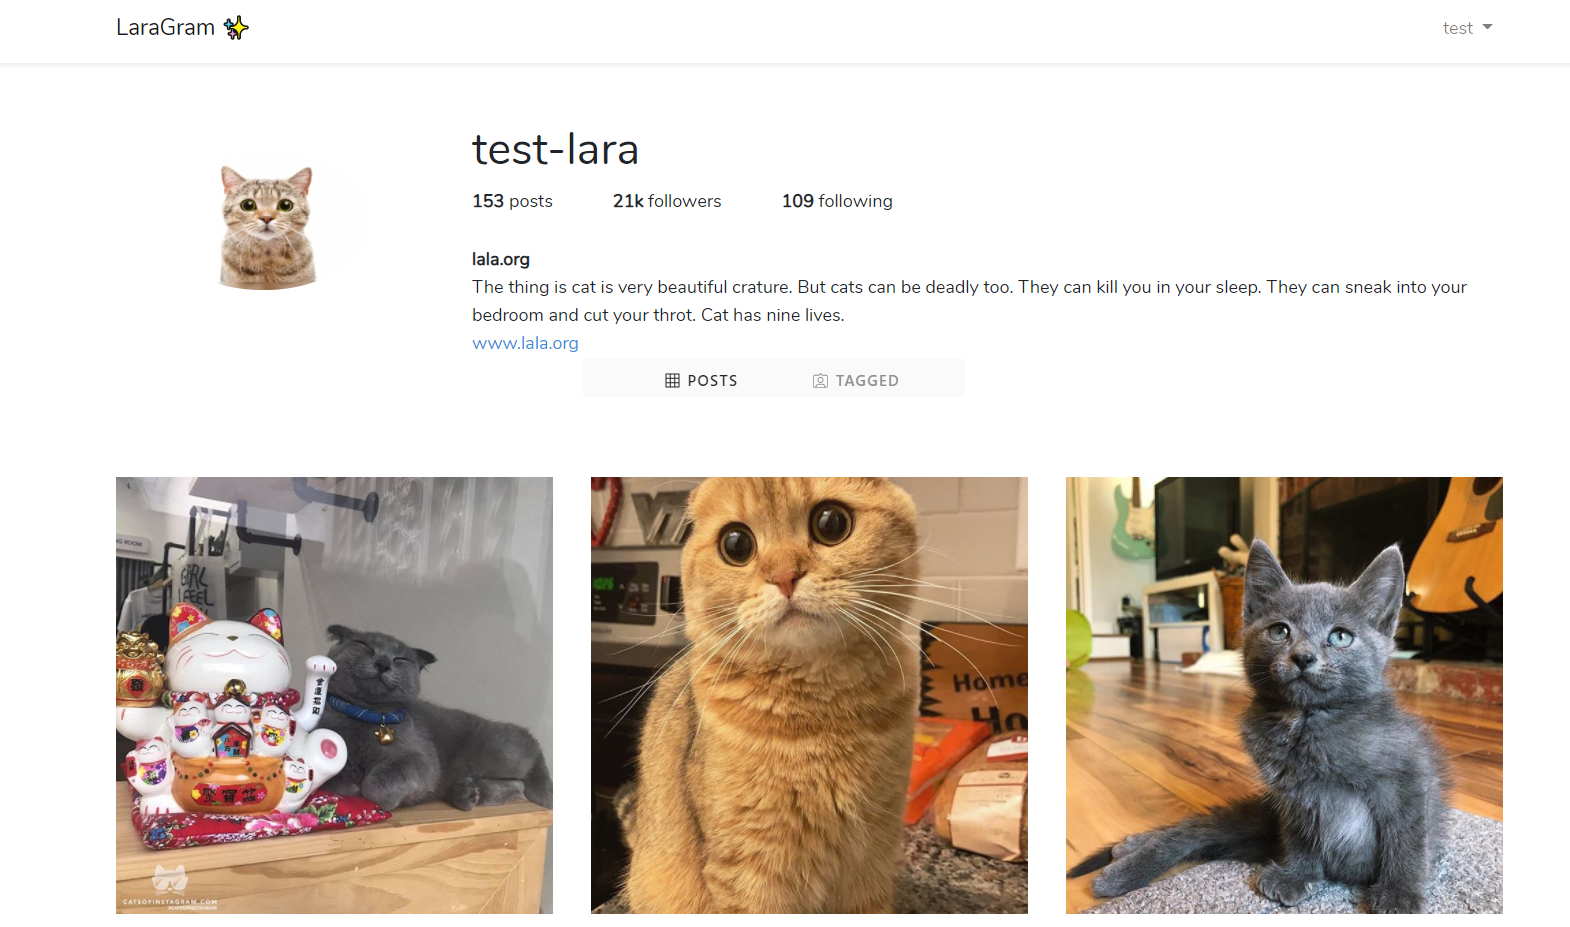 LaraGram
test
test-lara
153 posts 21k followers 109 following
lala.org
The thing is cat is very beautiful crature. But cats can be deadly too. They can kill you in your sleep. They can sneak into your
bedroom and cut your throt. Cat has nine lives.
www.lala.org
POSTS TAGGED
GIRL
I FEEL
CATSOFINSTAGRAM.COM
#CATSOFINSTAGRAM
Home
Ho